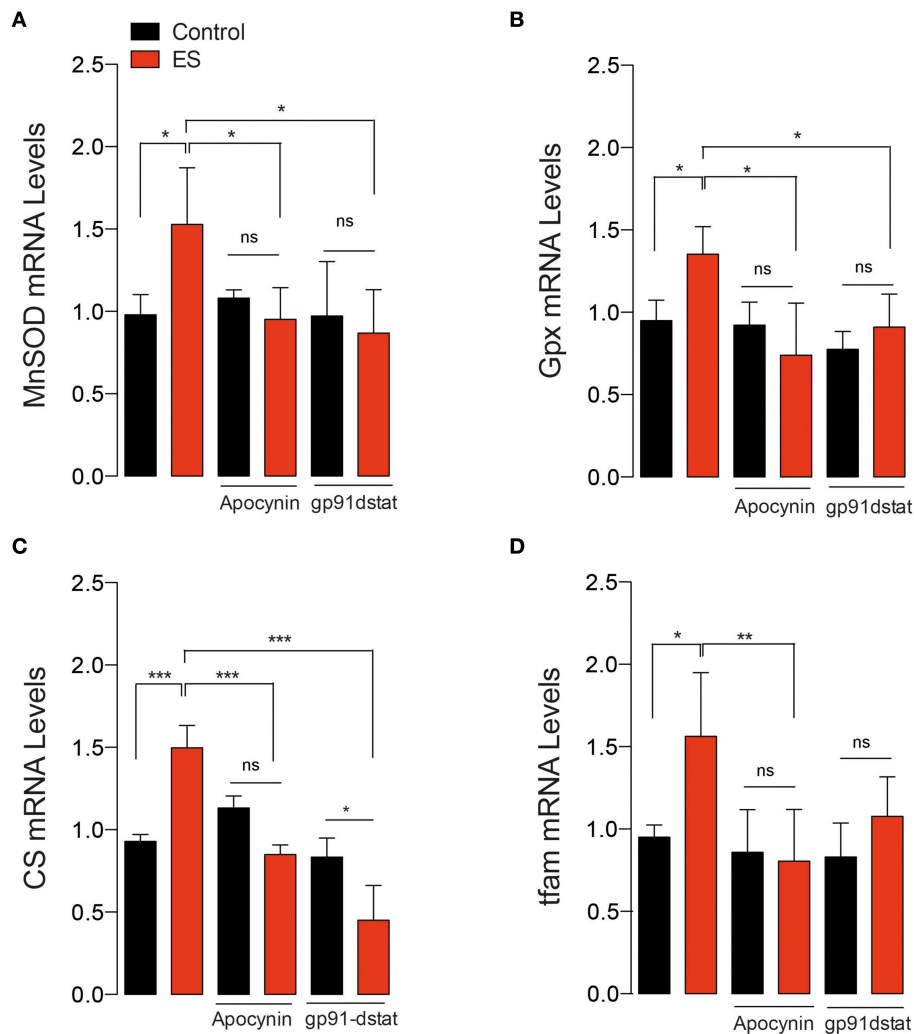 A
Control
ES
MnSOD mRNA Levels
2.5
2.0
1.5
1.0
0.5
0.0
*
*
*
ns
ns
Apocynin gp91dstat
B
Gpx mRNA Levels
2.5
2.0
1.5
1.0
0.5
0.0
*
*
*
ns
ns
Apocynin gp91dstat
C
CS mRNA Levels
2.5
2.0
1.5
1.0
0.5
0.0
***
***
***
ns
*
Apocynin gp91-dstat
D
tfam mRNA Levels
2.5
2.0
1.5
1.0
0.5
0.0
*
**
ns
ns
Apocynin gp91dstat